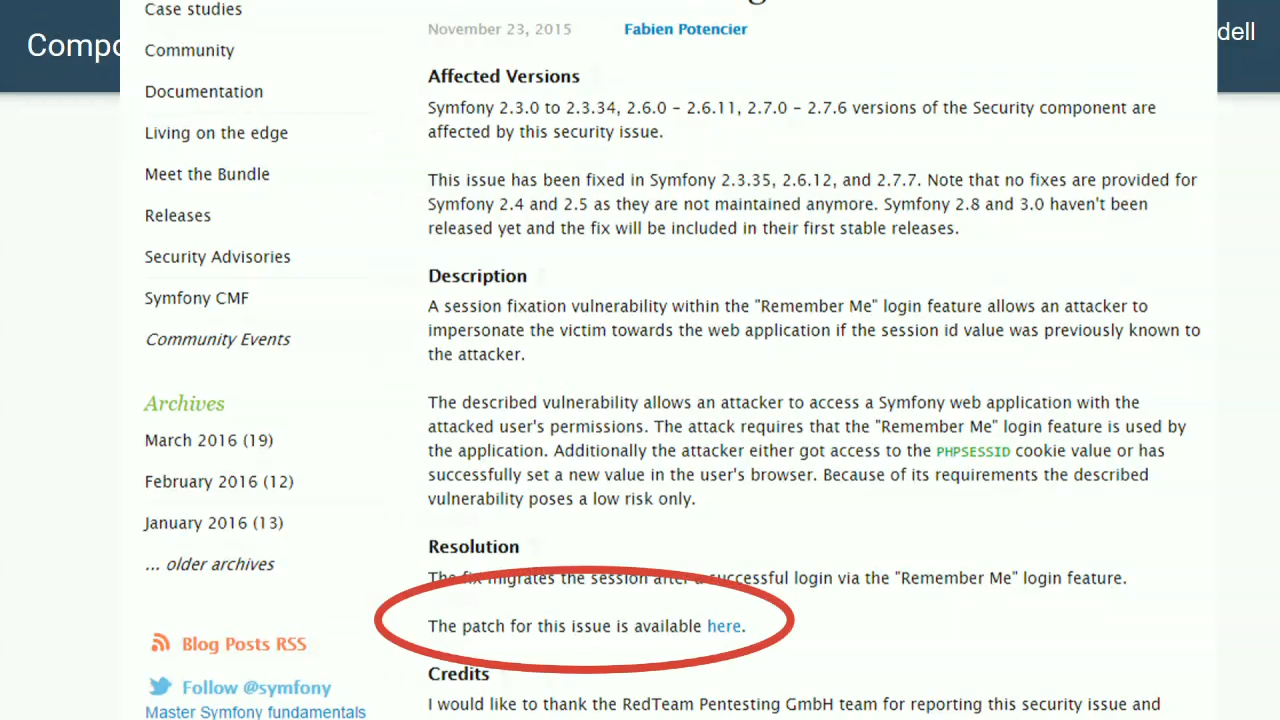 Compo
dell
Case studies
Community
Documentation
Living on the edge
Meet the Bundle
Releases
Security Advisories
Symfony CMF
Community Events
Archives
March 2016 (19)
February 2016 (12)
January 2016 (13)
... older archives
Blog Posts RSS
Follow @symfony
Master Symfony fundamentals
November 23, 2015 Fabien Potencier
Affected Versions
Symfony 2.3.0 to 2.3.34, 2.6.0 – 2.6.11, 2.7.0 – 2.7.6 versions of the Security component are
affected by this security issue.
This issue has been fixed in Symfony 2.3.35, 2.6.12, and 2.7.7. Note that no fixes are provided for
Symfony 2.4 and 2.5 as they are not maintained anymore. Symfony 2.8 and 3.0 haven't been
released yet and the fix will be included in their first stable releases.
Description
A session fixation vulnerability within the "Remember Me" login feature allows an attacker to
impersonate the victim towards the web application if the session id value was previously known to
the attacker.
The described vulnerability allows an attacker to access a Symfony web application with the
attacked user's permissions. The attack requires that the "Remember Me" login feature is used by
the application. Additionally the attacker either got access to the PHPSESSID cookie value or has
successfully set a new value in the user's browser. Because of its requirements the described
vulnerability poses a low risk only.
Resolution
The fix migrates the session after a successful login via the "Remember Me" login feature.
The patch for this issue is available here.
Credits
I would like to thank the RedTeam Pentesting GmbH team for reporting this security issue and